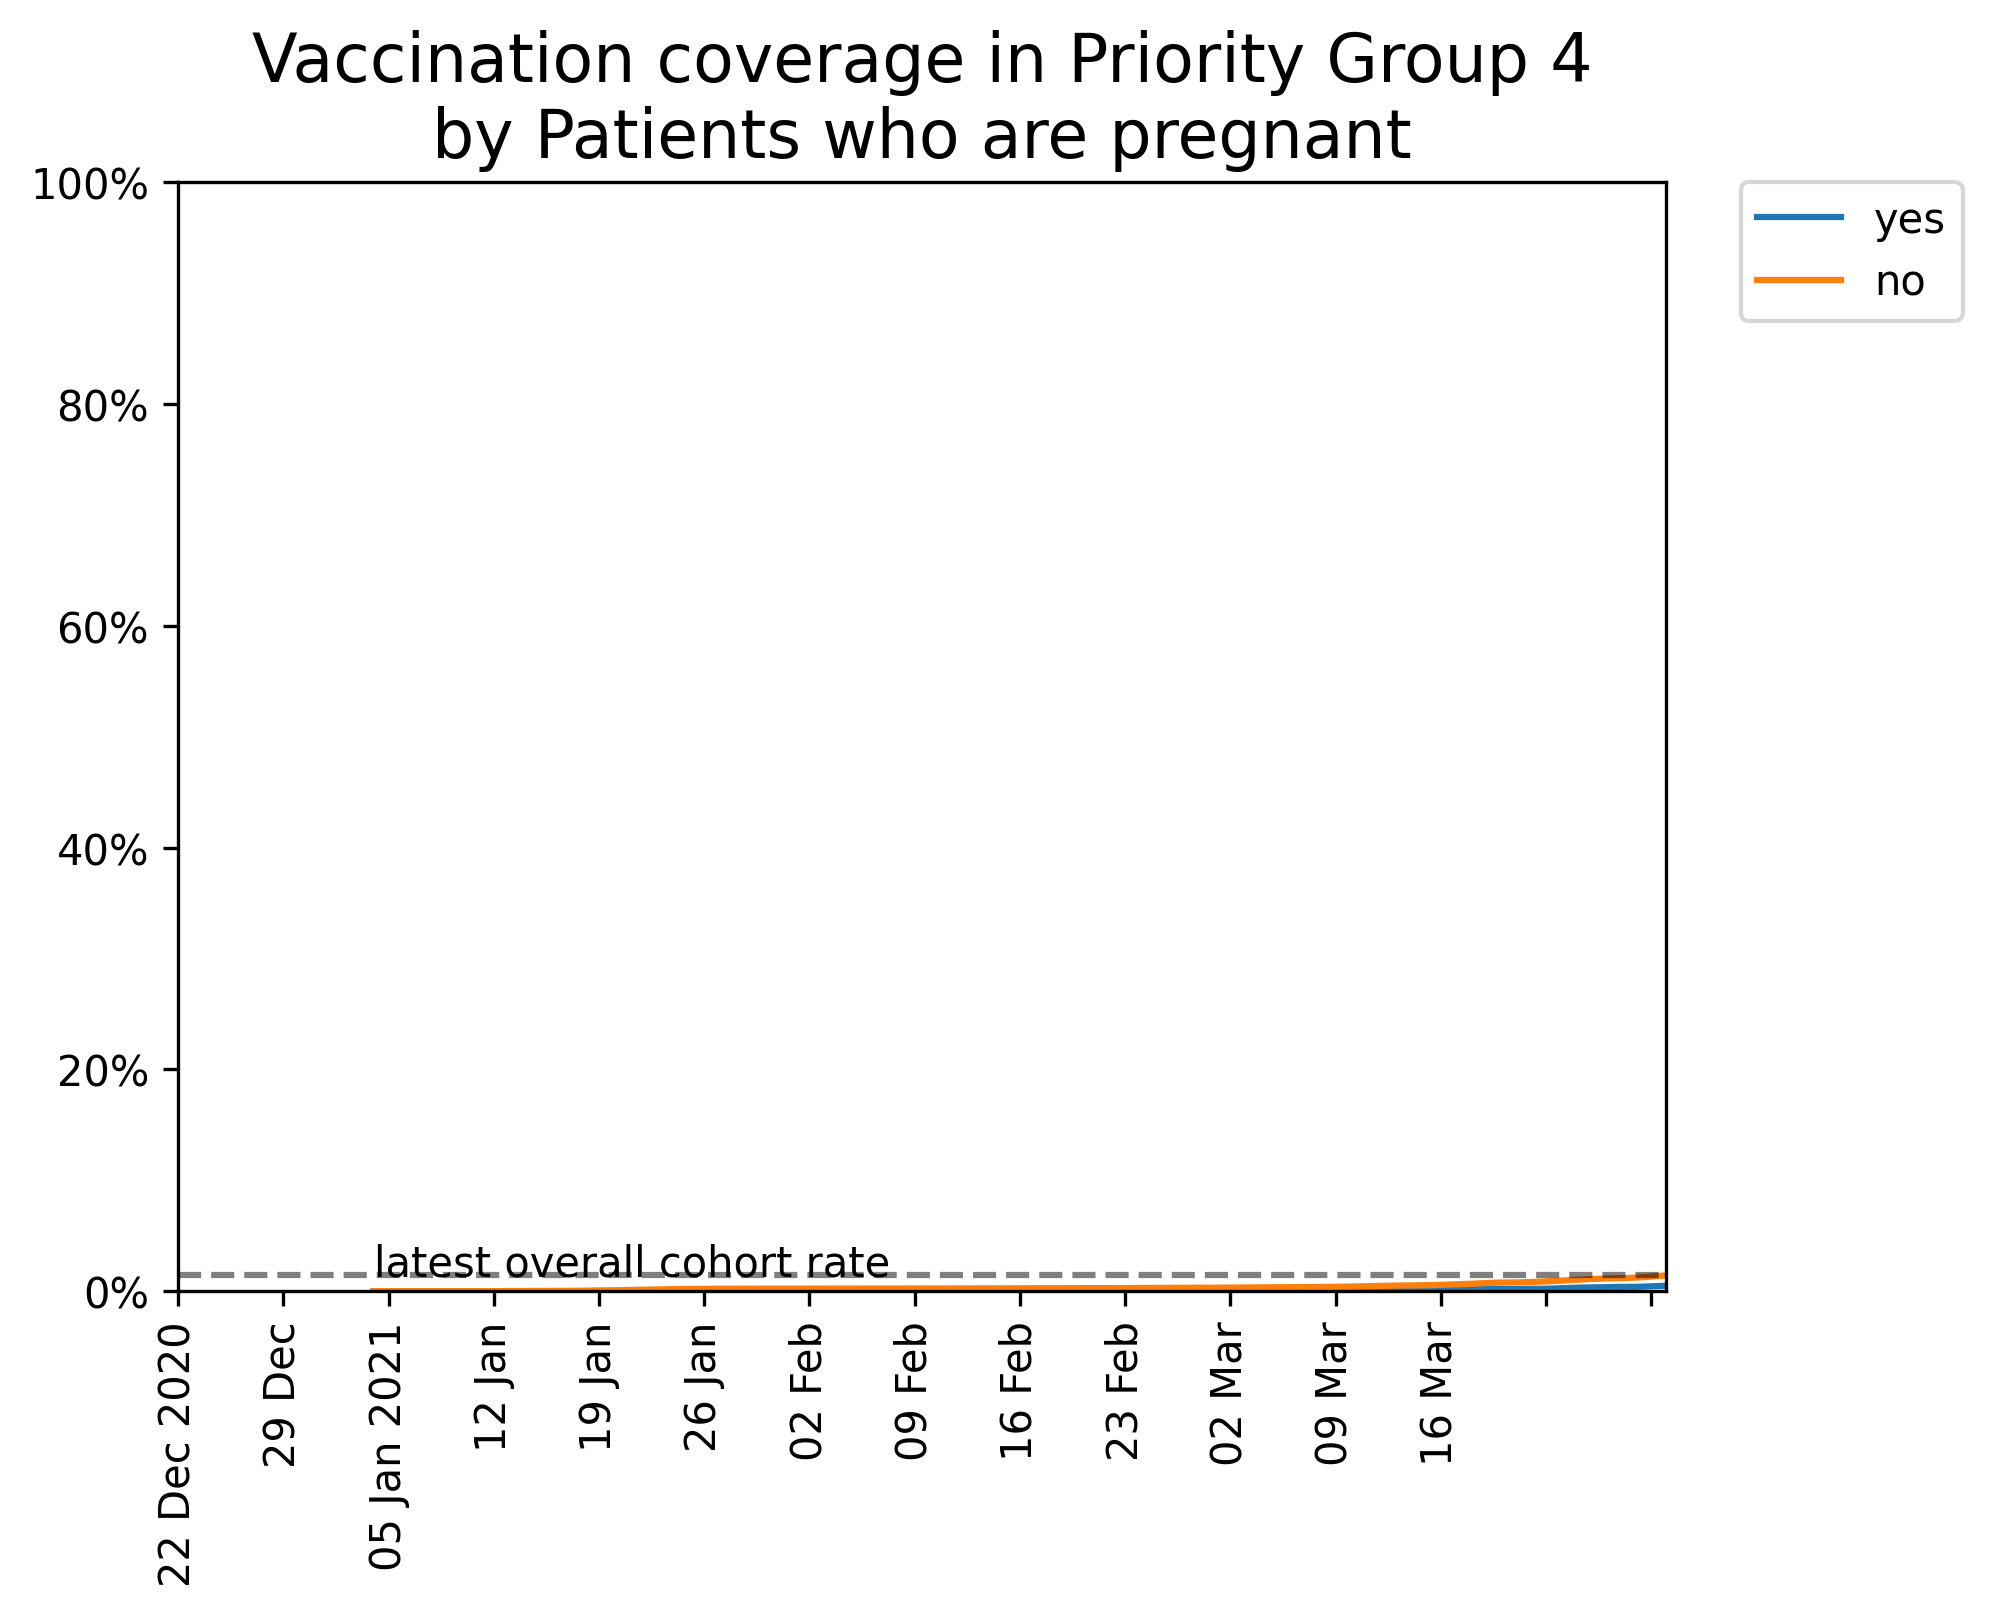 Vaccination coverage in Priority Group 4
by Patients who are pregnant
100%
80%
60%
40%
20%
0%
yes
no
latest overall cohort rate
22 Dec 2020
29 Dec
05 Jan 2021
12 Jan
19 Jan
26 Jan
02 Feb
09 Feb
16 Feb
23 Feb
02 Mar
09 Mar
16 Mar